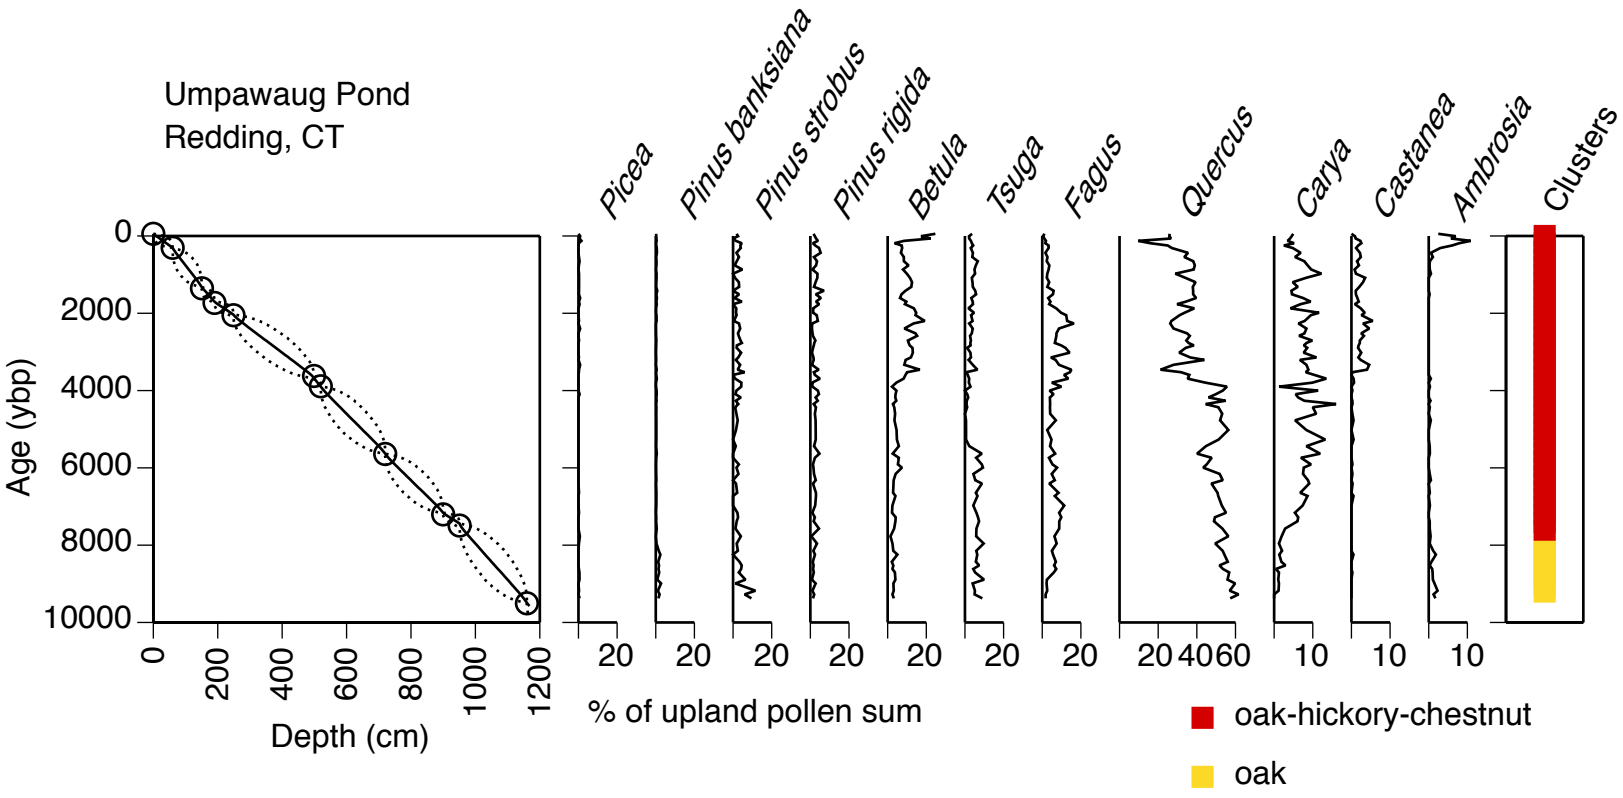 Umpawaug Pond
Redding, CT
Picea
Pinus banksiana
Pinus strobus
Pinus rigida
Betula
Tsuga
Fagus
Quercus
Carya
Castanea
Ambrosia
Clusters
Age (ybp)
0
2000
4000
6000
8000
10000
0
200
400
600
800
1000
1200
Depth (cm)
20
20
20
20
20
20
20
20 40 60
10
10
10
% of upland pollen sum
oak-hickory-chestnut
oak